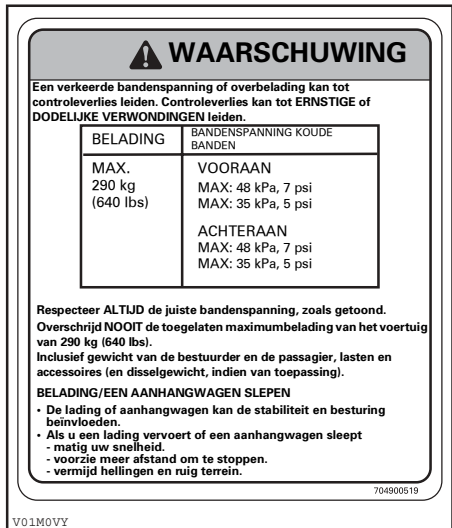 WAARSCHUWING
Een verkeerde bandenspanning of overbelading kan tot
controleverlies leiden. Controleverlies kan tot ERNSTIGE of
DODELIJKE VERWONDINGEN leiden.
BELADING
BANDENSPANNING KOUDE
BANDEN
MAX.
290 kg
(640 lbs)
VOORAAN
MAX: 48 kPa, 7 psi
MAX: 35 kPa, 5 psi
ACHTERAAN
MAX: 48 kPa, 7 psi
MAX: 35 kPa, 5 psi
Respecteer ALTIJD de juiste bandenspanning, zoals getoond.
Overschrijd NOOIT de toegelaten maximumbelading van het voertuig
van 290 kg (640 lbs).
Inclusief gewicht van de bestuurder en de passagier, lasten en
accessoires (en disselgewicht, indien van toepassing).
BELADING/EEN AANHANGWAGEN SLEPEN
• De lading of aanhangwagen kan de stabiliteit en besturing
beïnvloeden.
• Als u een lading vervoert of een aanhangwagen sleept
- matig uw snelheid.
- voorzie meer afstand om te stoppen.
- vermijd hellingen en ruig terrein.
704900519
V01M0VY